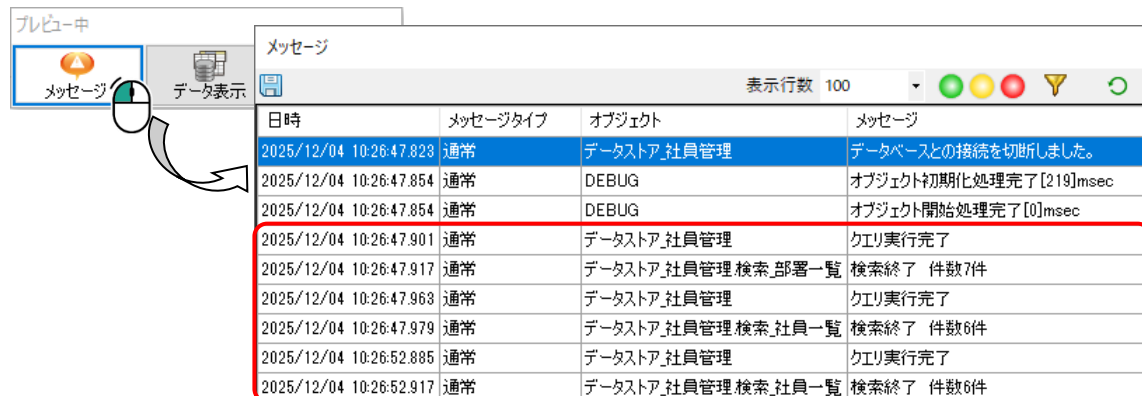 プレビュー中
メッセージ
データ表示
メッセージ
表示行数 100
日時 メッセージタイプ オブジェクト メッセージ
2025/12/04 10:26:47.823 通常 データストア_社員管理 データベースとの接続を切断しました。
2025/12/04 10:26:47.854 通常 DEBUG オブジェクト初期化処理完了[219]msec
2025/12/04 10:26:47.854 通常 DEBUG オブジェクト開始処理完了[0]msec
2025/12/04 10:26:47.901 通常 データストア_社員管理 クエリ実行完了
2025/12/04 10:26:47.917 通常 データストア_社員管理.検索_部署一覧 検索終了 件数7件
2025/12/04 10:26:47.963 通常 データストア_社員管理 クエリ実行完了
2025/12/04 10:26:47.979 通常 データストア_社員管理.検索_社員一覧 検索終了 件数6件
2025/12/04 10:26:52.885 通常 データストア_社員管理 クエリ実行完了
2025/12/04 10:26:52.917 通常 データストア_社員管理.検索_社員一覧 検索終了 件数6件